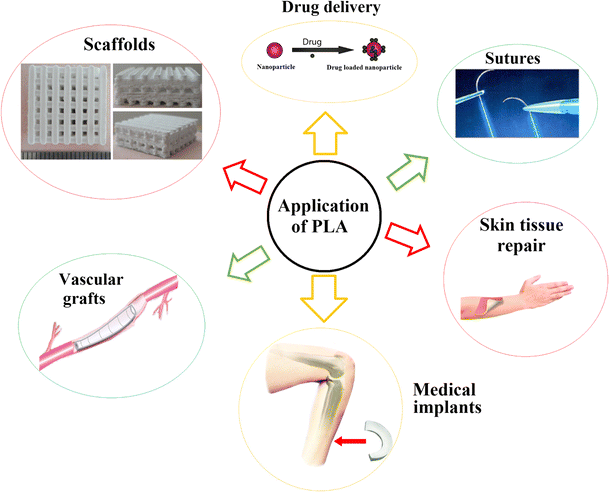 Drug delivery
Scaffolds
Drug
Nanoparticle
Drug loaded nanoparticle
Sutures
Application
of PLA
Skin tissue
repair
Vascular
grafts
Medical
implants